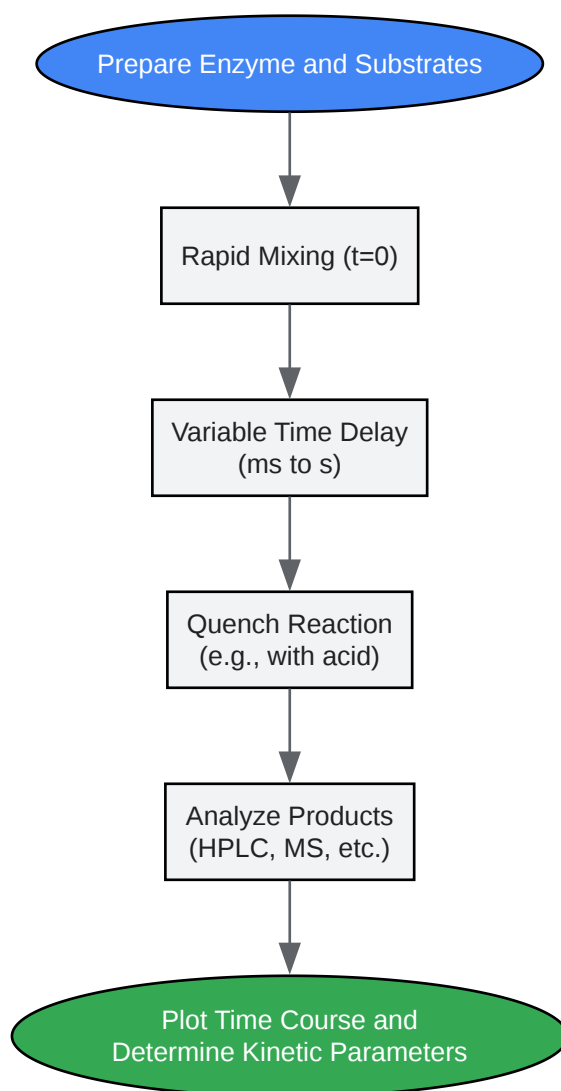 Prepare Enzyme and Substrates
Rapid Mixing (t=0)
Variable Time Delay
(ms to s)
Quench Reaction
(e.g., with acid)
Analyze Products
(HPLC, MS, etc.)
Plot Time Course and
Determine Kinetic Parameters